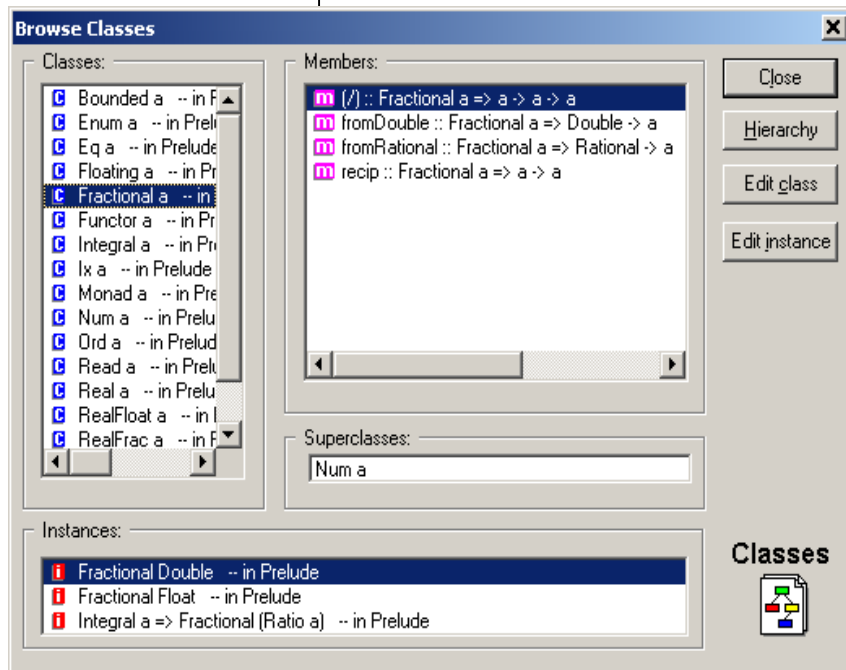 Browse Classes
Classes:
Bounded a -- in F
Enum a -- in Prel
Eq a -- in Prelude
Floating a -- in Pr
Fractional a -- in
Functor a -- in Pr
Integral a -- in Pr
Ix a -- in Prelude
Monad a -- in Pre
Num a -- in Prelu
Ord a -- in Prelud
Read a -- in Prel
Real a -- in Prelu
RealFloat a -- in
RealFrac a -- in F
Members:
m (/) :: Fractional a => a -> a -> a
m fromDouble :: Fractional a => Double -> a
m fromRational :: Fractional a => Rational -> a
m recip :: Fractional a => a -> a
Superclasses:
Num a
Close
Hierarchy
Edit class
Edit instance
Instances:
Fractional Double -- in Prelude
Fractional Float -- in Prelude
Integral a => Fractional (Ratio a) -- in Prelude
Classes